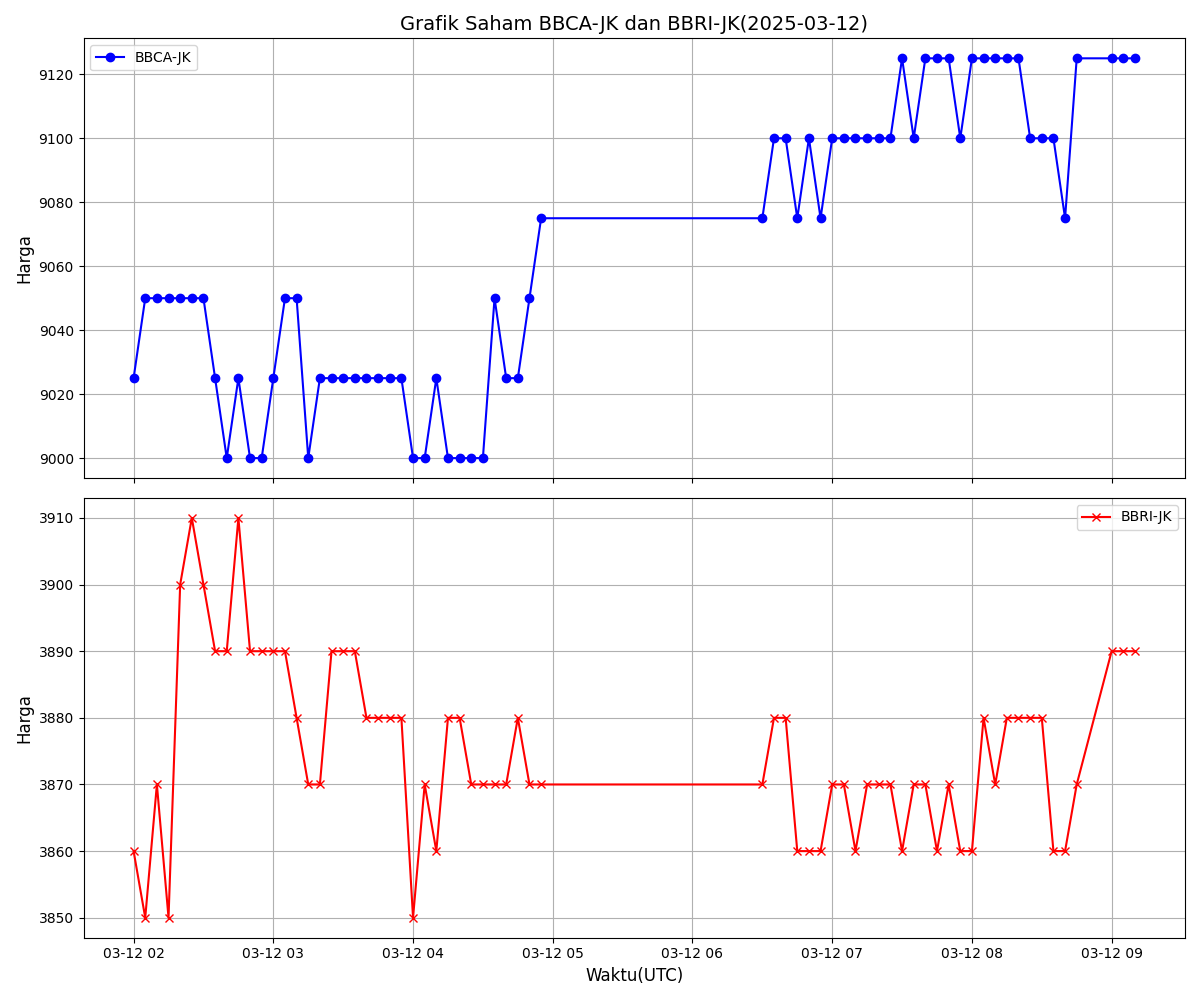 Grafik Saham BBCA-JK dan BBRI-JK(2025-03-12)
BBCA-JK
9120
9100
9080
9060
9040
9020
9000
Harga
BBRI-JK
3910
3900
3890
3880
3870
3860
3850
Harga
03-12 02 03-12 03 03-12 04 03-12 05 03-12 06 03-12 07 03-12 08 03-12 09
Waktu(UTC)